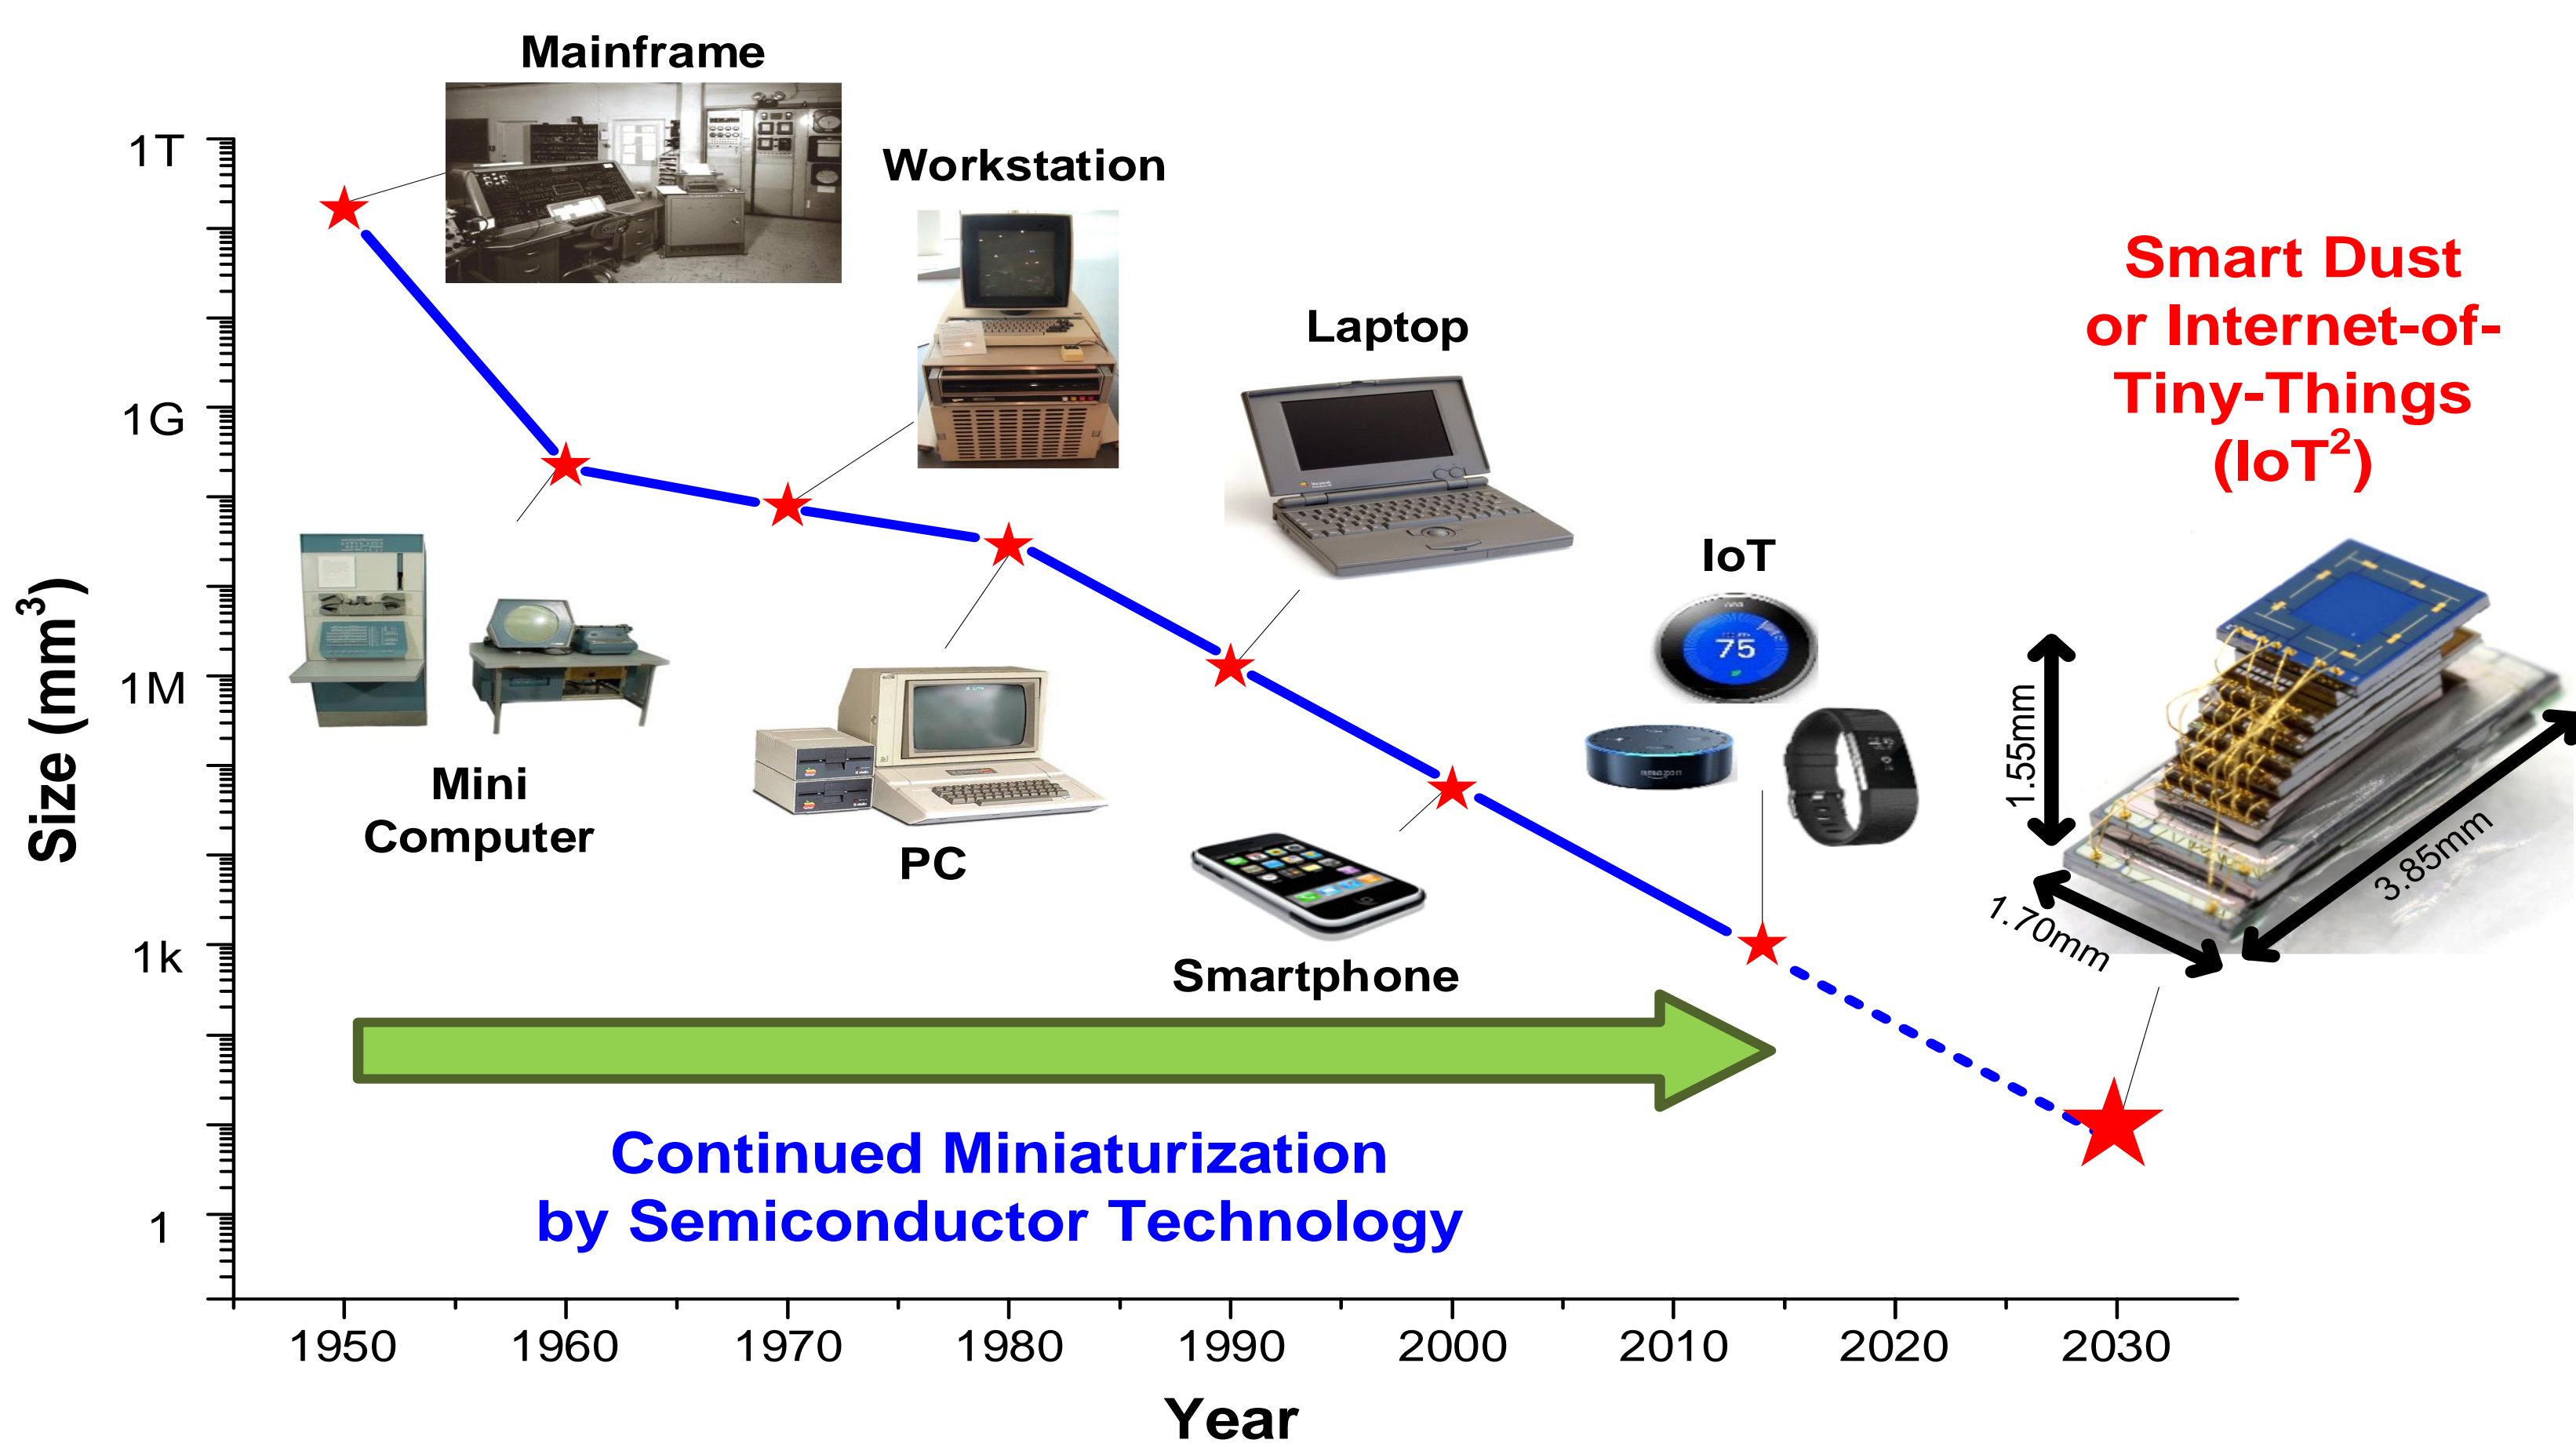 Mainframe
Workstation
Laptop
IoT
Smart Dust
or Internet-of-
Tiny-Things
(IoT²)
75
amazon
Mini
Computer
PC
Smartphone
1.55mm
1.70mm
3.85mm
Continued Miniaturization
by Semiconductor Technology
Size (mm³)
1T
1G
1M
1k
1
1950
1960
1970
1980
1990
2000
2010
2020
2030
Year